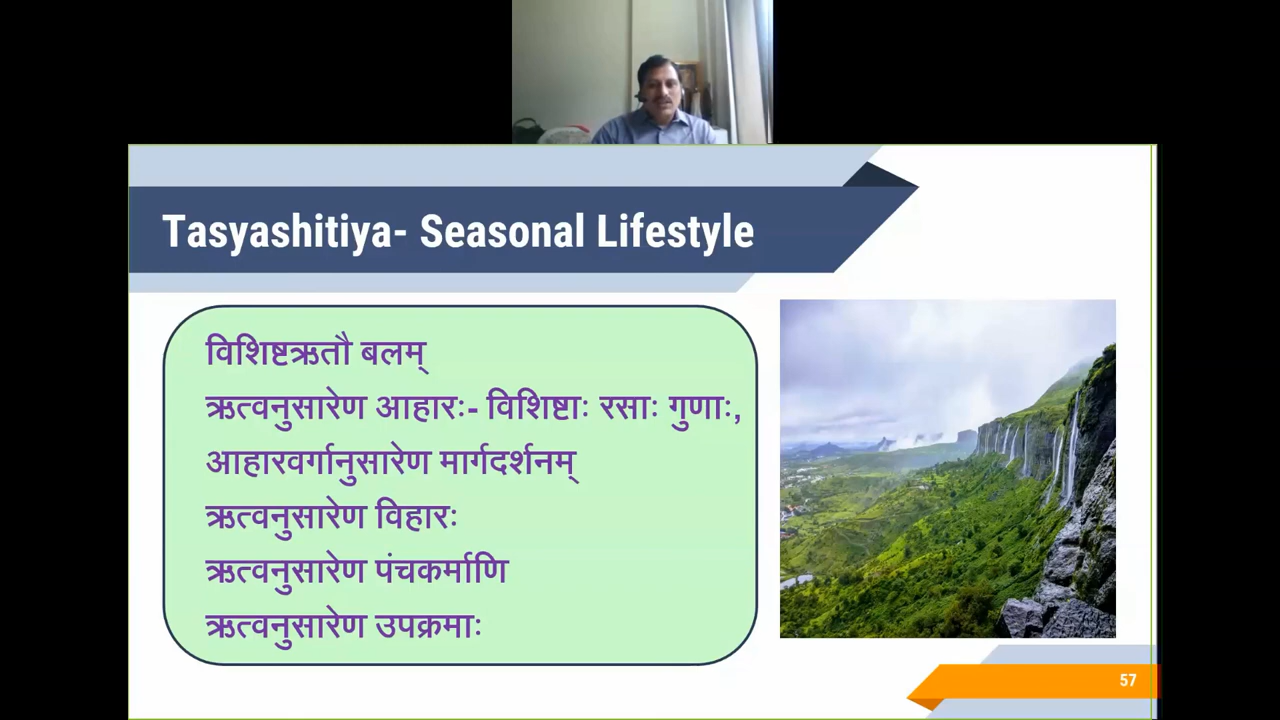 Tasyashitiya- Seasonal Lifestyle
विशिष्टऋतौ बलम्
ऋत्वनुसारेण आहारः- विशिष्टाः रसाः गुणाः,
आहारवर्गानुसारेण मार्गदर्शनम्
ऋत्वनुसारेण विहारः
ऋत्वनुसारेण पंचकर्माणि
ऋत्वनुसारेण उपक्रमाः
57